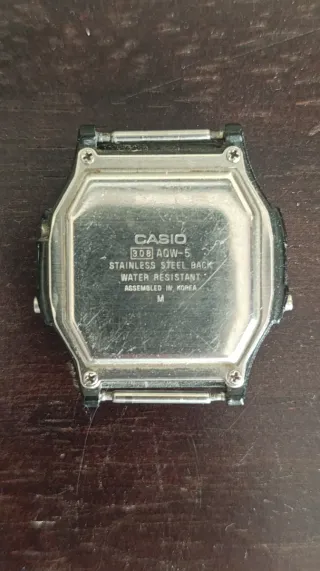 CASIO
308 AQW-5
STAINLESS STEEL BACK
WATER RESISTANT
ASSEMBLED IN KOREA
M